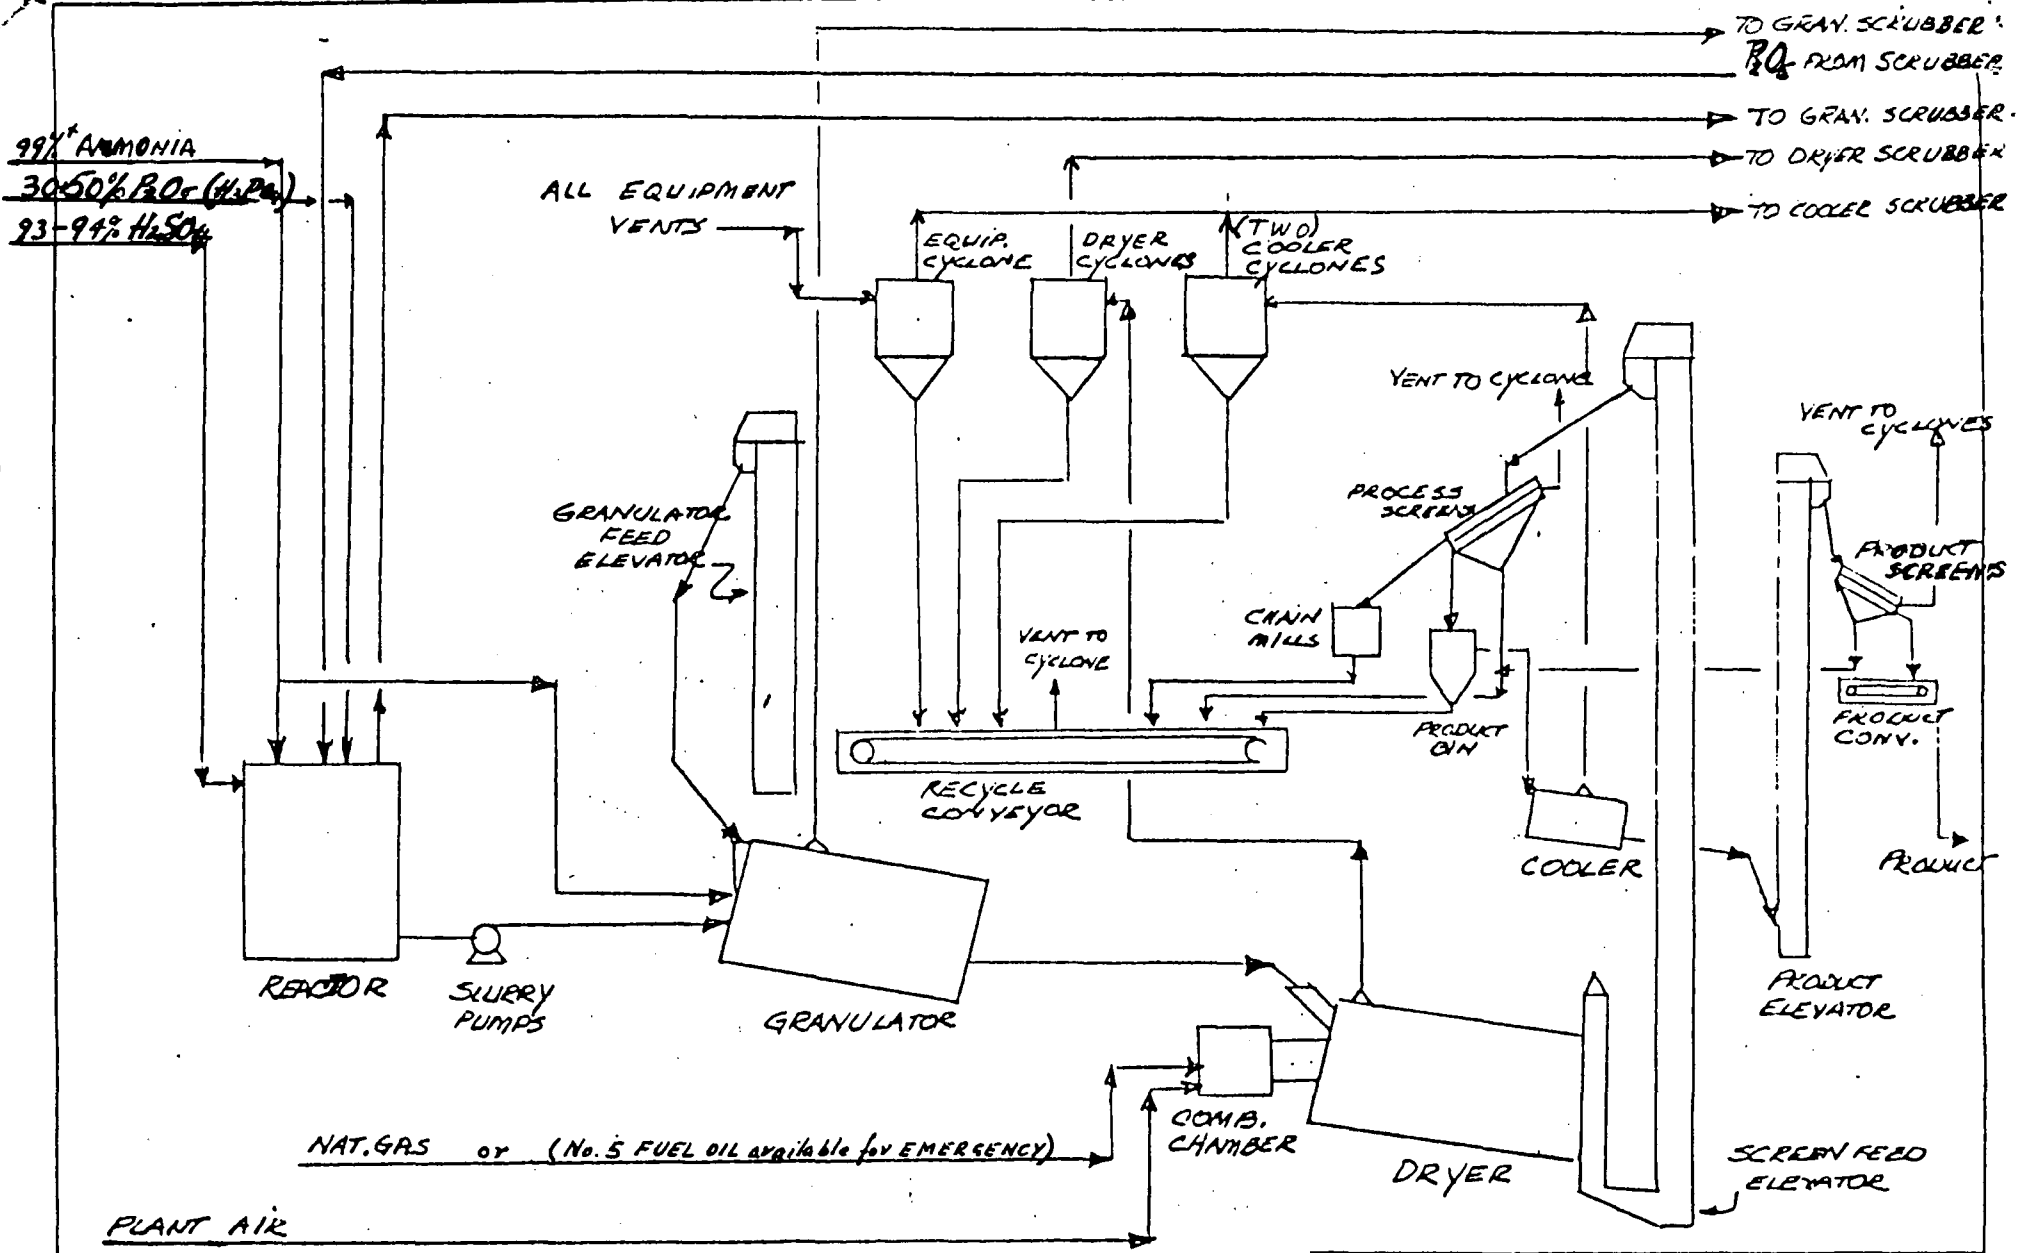 TO GRAN. SCRUBBER
P2O5 FROM SCRUBBER
TO GRAN. SCRUBBER.
99%+ AMMONIA
TO DRYER SCRUBBER
30-50% P2O5 (H3PO4)
ALL EQUIPMENT
VENTS
TO COOLER SCRUBBER
93-94% H2SO4
EQUIP.
CYCLONE
DRYER
CYCLONES
(TWO)
COOLER
CYCLONES
VENT TO CYCLONE
VENT TO
CYCLONES
PROCESS
SCREENS
GRANULATOR
FEED
ELEVATOR
PRODUCT
SCREENS
CHAIN
MILLS
VENT TO
CYCLONE
PRODUCT
BIN
PRODUCT
CONV.
RECYCLE
CONVEYOR
COOLER
PRODUCT
REACTOR
SLURRY
PUMPS
GRANULATOR
PRODUCT
ELEVATOR
COMB.
CHAMBER
NAT. GAS or (No. 5 FUEL OIL available for EMERGENCY)
DRYER
SCREEN FEED
ELEVATOR
PLANT AIR